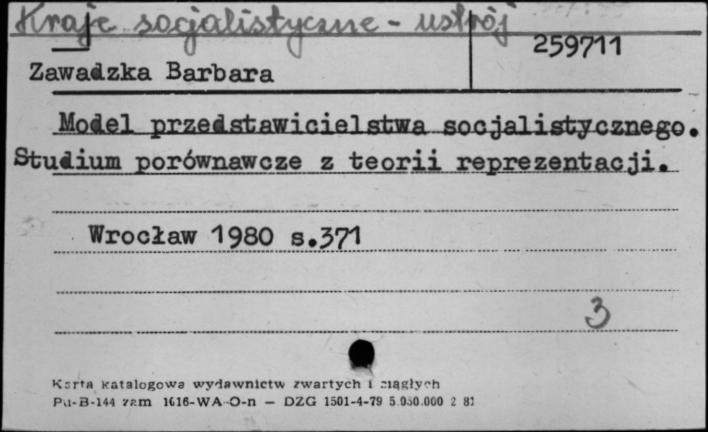 Kraje socjalistyczne - ustrój
259711
Zawadzka Barbara
Model przedstawicielstwa socjalistycznego.
Studium porównawcze z teorii reprezentacji.
Wrocław 1980 s.371
3
Karta katalogowa wydawnictw zwartych i ciągłych
Pu-B-144 zam 1616-WA-O-n — DZG 1501-4-79 5.050.000 2 81